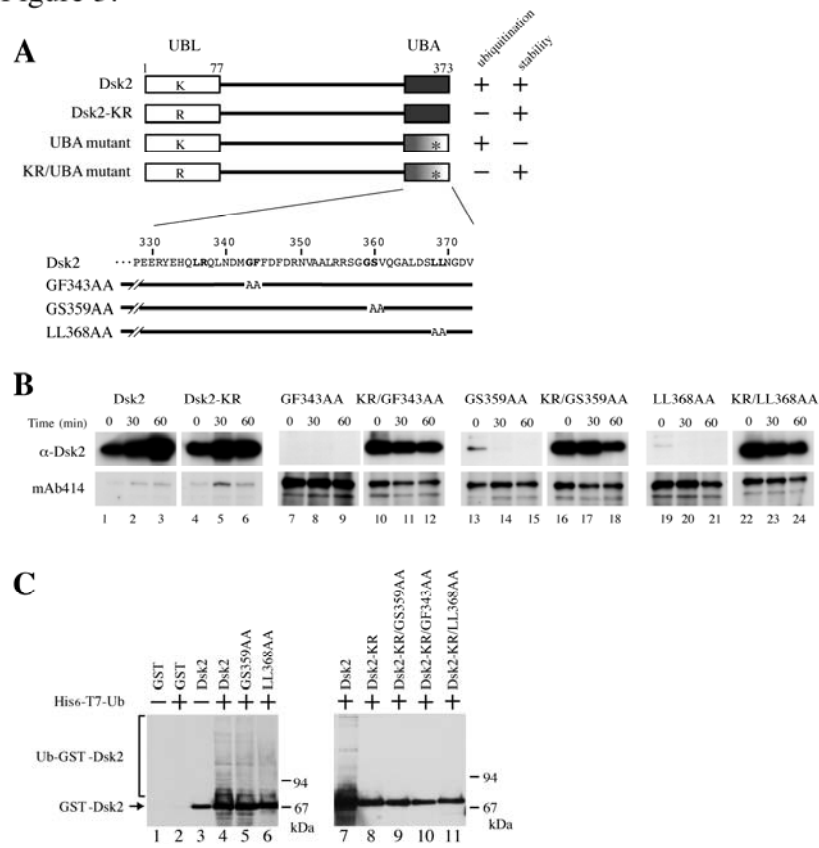 Figure 5.
A
UBL UBA
ubiquitination
stability
1 77 373
Dsk2 K + +
Dsk2-KR R − +
UBA mutant K * + −
KR/UBA mutant R * − +
330 340 350 360 370
Dsk2 ···PEERYEHQLRQLNDMGFFDFDRNVAALRRSGGSVQGALDSLLNGDV
GF343AA AA
GS359AA AA
LL368AA AA
B
Dsk2 Dsk2-KR GF343AA KR/GF343AA GS359AA KR/GS359AA LL368AA KR/LL368AA
Time (min) 0 30 60 0 30 60 0 30 60 0 30 60 0 30 60 0 30 60 0 30 60 0 30 60
α-Dsk2
mAb414
1 2 3 4 5 6 7 8 9 10 11 12 13 14 15 16 17 18 19 20 21 22 23 24
C
GST
GST
Dsk2
Dsk2
GS359AA
LL368AA
Dsk2
Dsk2-KR
Dsk2-KR/GS359AA
Dsk2-KR/GF343AA
Dsk2-KR/LL368AA
His6-T7-Ub − + − + + + + + + + +
Ub-GST-Dsk2
94 94
GST-Dsk2 67 67
kDa kDa
1 2 3 4 5 6 7 8 9 10 11